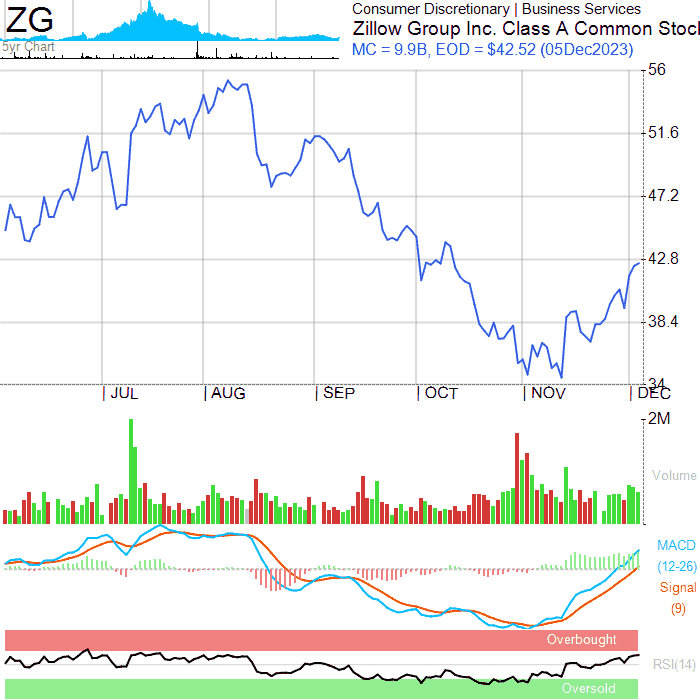 ZG
5yr Chart
Consumer Discretionary | Business Services
Zillow Group Inc. Class A Common Stoc
MC = 9.9B, EOD = $42.52 (05Dec2023)
56
51.6
47.2
42.8
38.4
34
JUL AUG SEP OCT NOV DEC
2M
Volume
MACD
(12-26)
Signal
(9)
Overbought
RSI(14)
Oversold